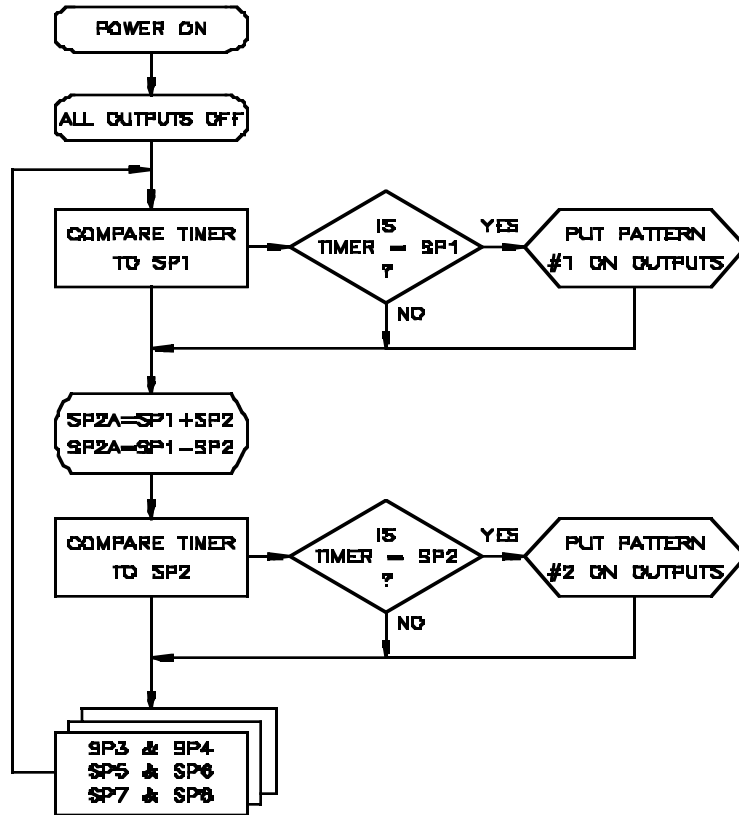 POWER ON
ALL OUTPUTS OFF
COMPARE TIMER
TO SP1
IS
TIMER = SP1
?
YES
PUT PATTERN
#1 ON OUTPUTS
NO
SP2A=SP1+SP2
SP2A=SP1-SP2
COMPARE TIMER
TO SP2
IS
TIMER = SP2
?
YES
PUT PATTERN
#2 ON OUTPUTS
NO
SP3 & SP4
SP5 & SP6
SP7 & SP8